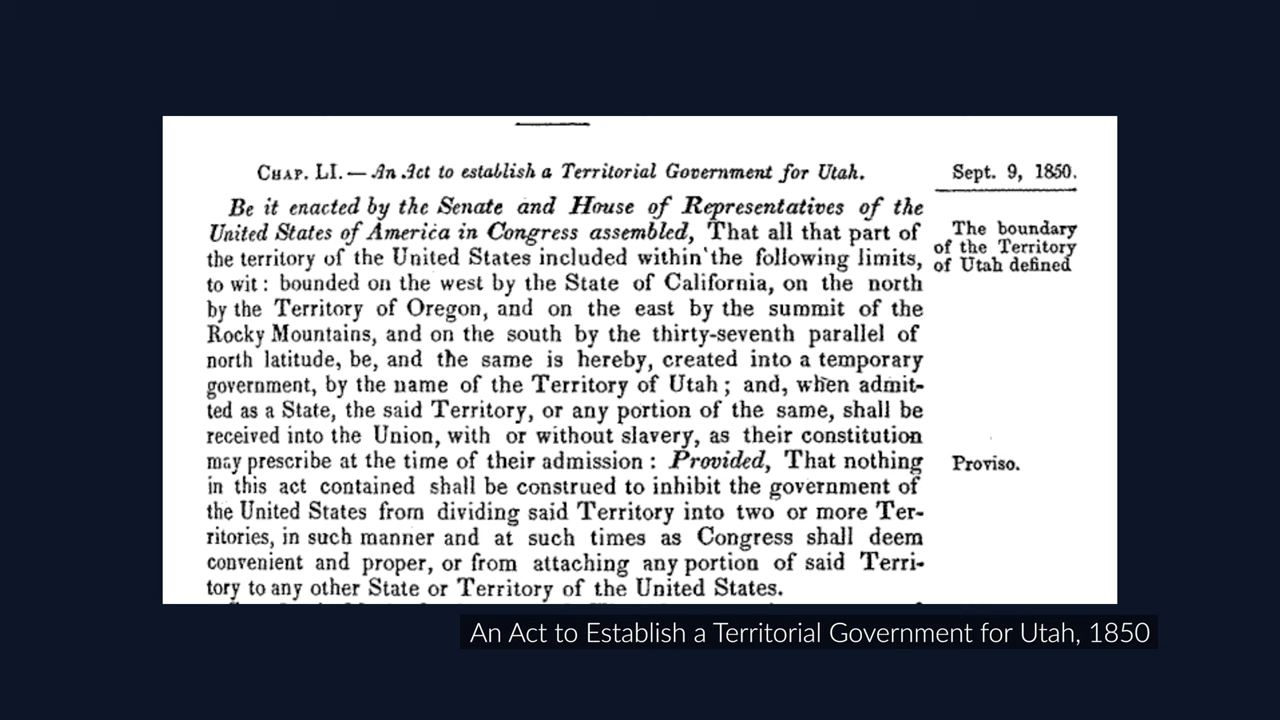 CHAP. LI. — An Act to establish a Territorial Government for Utah.
Sept. 9, 1850.
Be it enacted by the Senate and House of Representatives of the
United States of America in Congress assembled, That all that part of
the territory of the United States included within the following limits,
to wit: bounded on the west by the State of California, on the north
by the Territory of Oregon, and on the east by the summit of the
Rocky Mountains, and on the south by the thirty-seventh parallel of
north latitude, be, and the same is hereby, created into a temporary
government, by the name of the Territory of Utah; and, when admit-
ted as a State, the said Territory, or any portion of the same, shall be
received into the Union, with or without slavery, as their constitution
may prescribe at the time of their admission: Provided, That nothing
in this act contained shall be construed to inhibit the government of
the United States from dividing said Territory into two or more Ter-
ritories, in such manner and at such times as Congress shall deem
convenient and proper, or from attaching any portion of said Terri-
tory to any other State or Territory of the United States.
The boundary
of the Territory
of Utah defined
Proviso.
An Act to Establish a Territorial Government for Utah, 1850